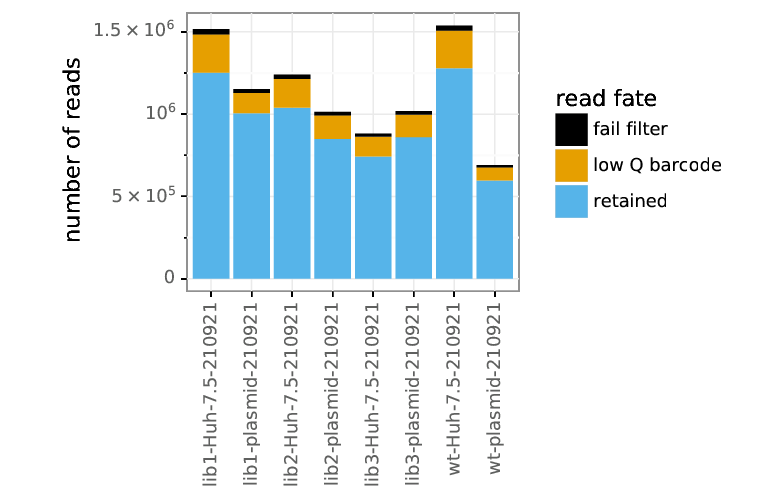 number of reads
1.5 × 10⁶
10⁶
5 × 10⁵
0
lib1-Huh-7.5-210921
lib1-plasmid-210921
lib2-Huh-7.5-210921
lib2-plasmid-210921
lib3-Huh-7.5-210921
lib3-plasmid-210921
wt-Huh-7.5-210921
wt-plasmid-210921
read fate
fail filter
low Q barcode
retained